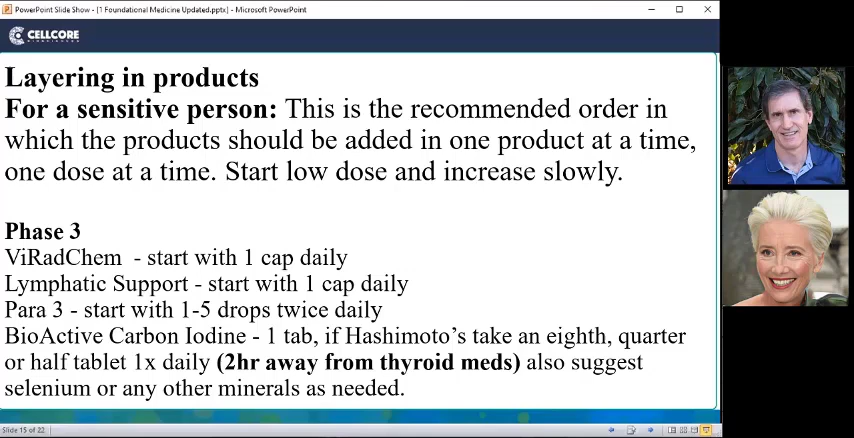 PowerPoint Slide Show - [1 Foundational Medicine Updated.pptx] - Microsoft PowerPoint
CELLCORE
Layering in products
For a sensitive person: This is the recommended order in
which the products should be added in one product at a time,
one dose at a time. Start low dose and increase slowly.
Phase 3
ViRadChem - start with 1 cap daily
Lymphatic Support - start with 1 cap daily
Para 3 - start with 1-5 drops twice daily
BioActive Carbon Iodine - 1 tab, if Hashimoto's take an eighth, quarter
or half tablet 1x daily (2hr away from thyroid meds) also suggest
selenium or any other minerals as needed.
Slide 15 of 22